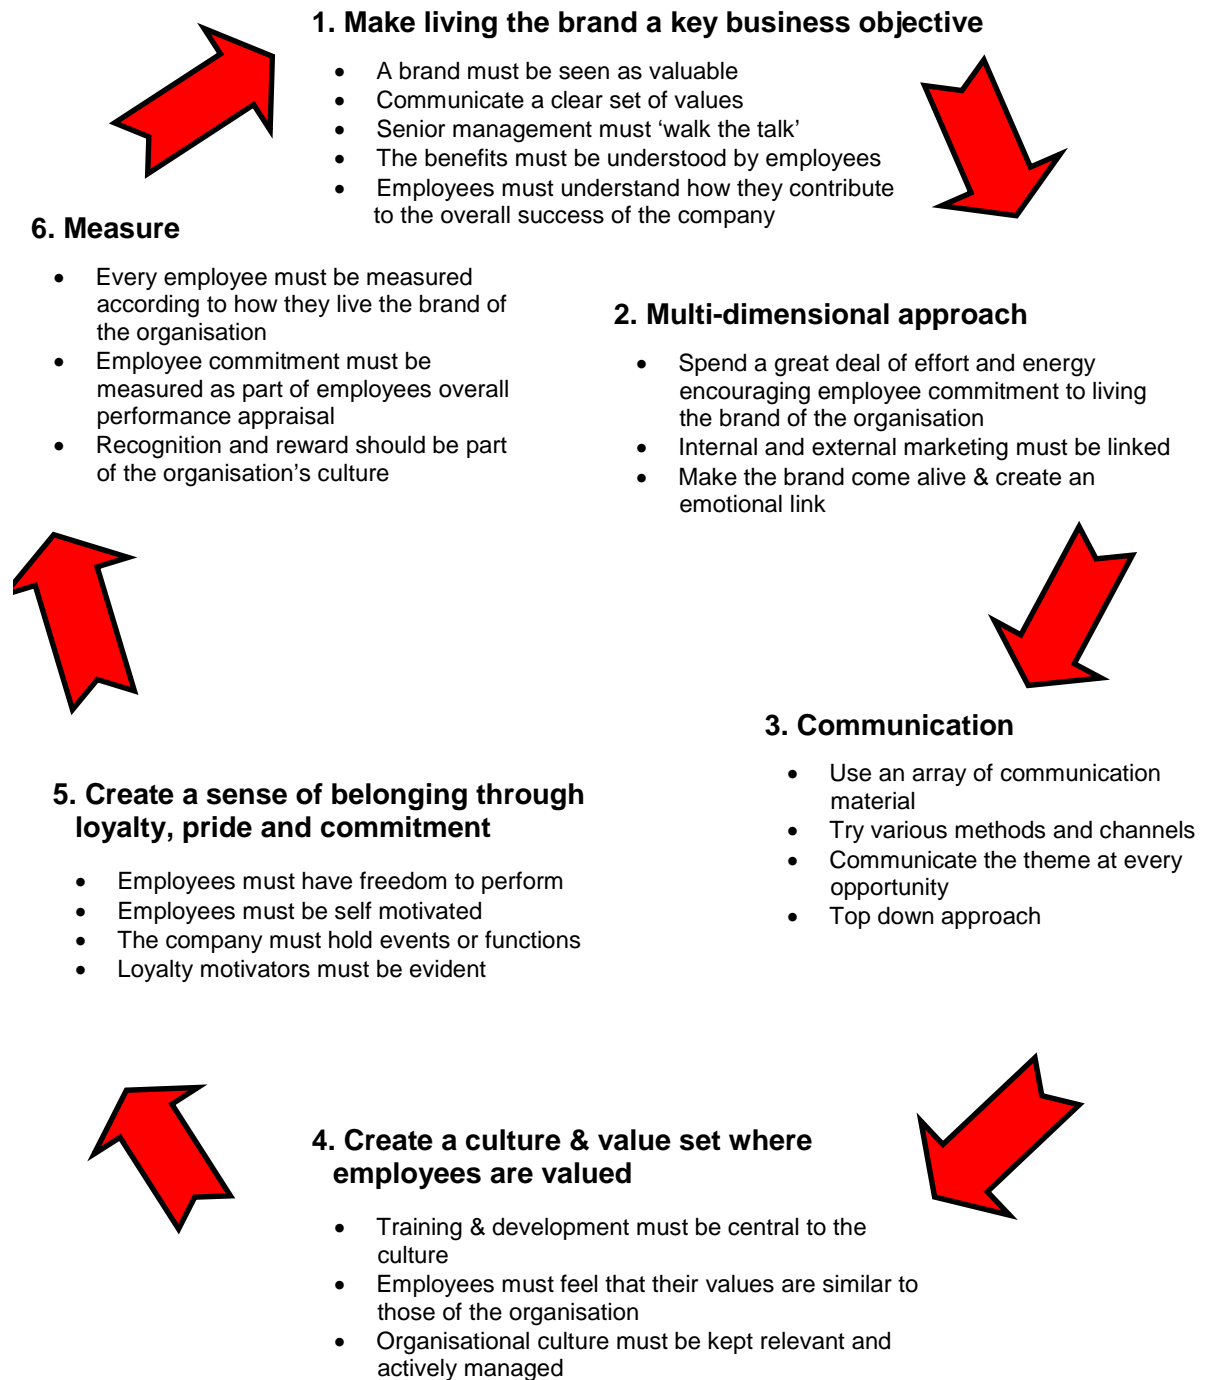 1. Make living the brand a key business objective
• A brand must be seen as valuable
• Communicate a clear set of values
• Senior management must ‘walk the talk’
• The benefits must be understood by employees
• Employees must understand how they contribute
to the overall success of the company
2. Multi-dimensional approach
• Spend a great deal of effort and energy
encouraging employee commitment to living
the brand of the organisation
• Internal and external marketing must be linked
• Make the brand come alive & create an
emotional link
3. Communication
• Use an array of communication
material
• Try various methods and channels
• Communicate the theme at every
opportunity
• Top down approach
4. Create a culture & value set where
employees are valued
• Training & development must be central to the
culture
• Employees must feel that their values are similar to
those of the organisation
• Organisational culture must be kept relevant and
actively managed
5. Create a sense of belonging through
loyalty, pride and commitment
• Employees must have freedom to perform
• Employees must be self motivated
• The company must hold events or functions
• Loyalty motivators must be evident
6. Measure
• Every employee must be measured
according to how they live the brand of
the organisation
• Employee commitment must be
measured as part of employees overall
performance appraisal
• Recognition and reward should be part
of the organisation’s culture